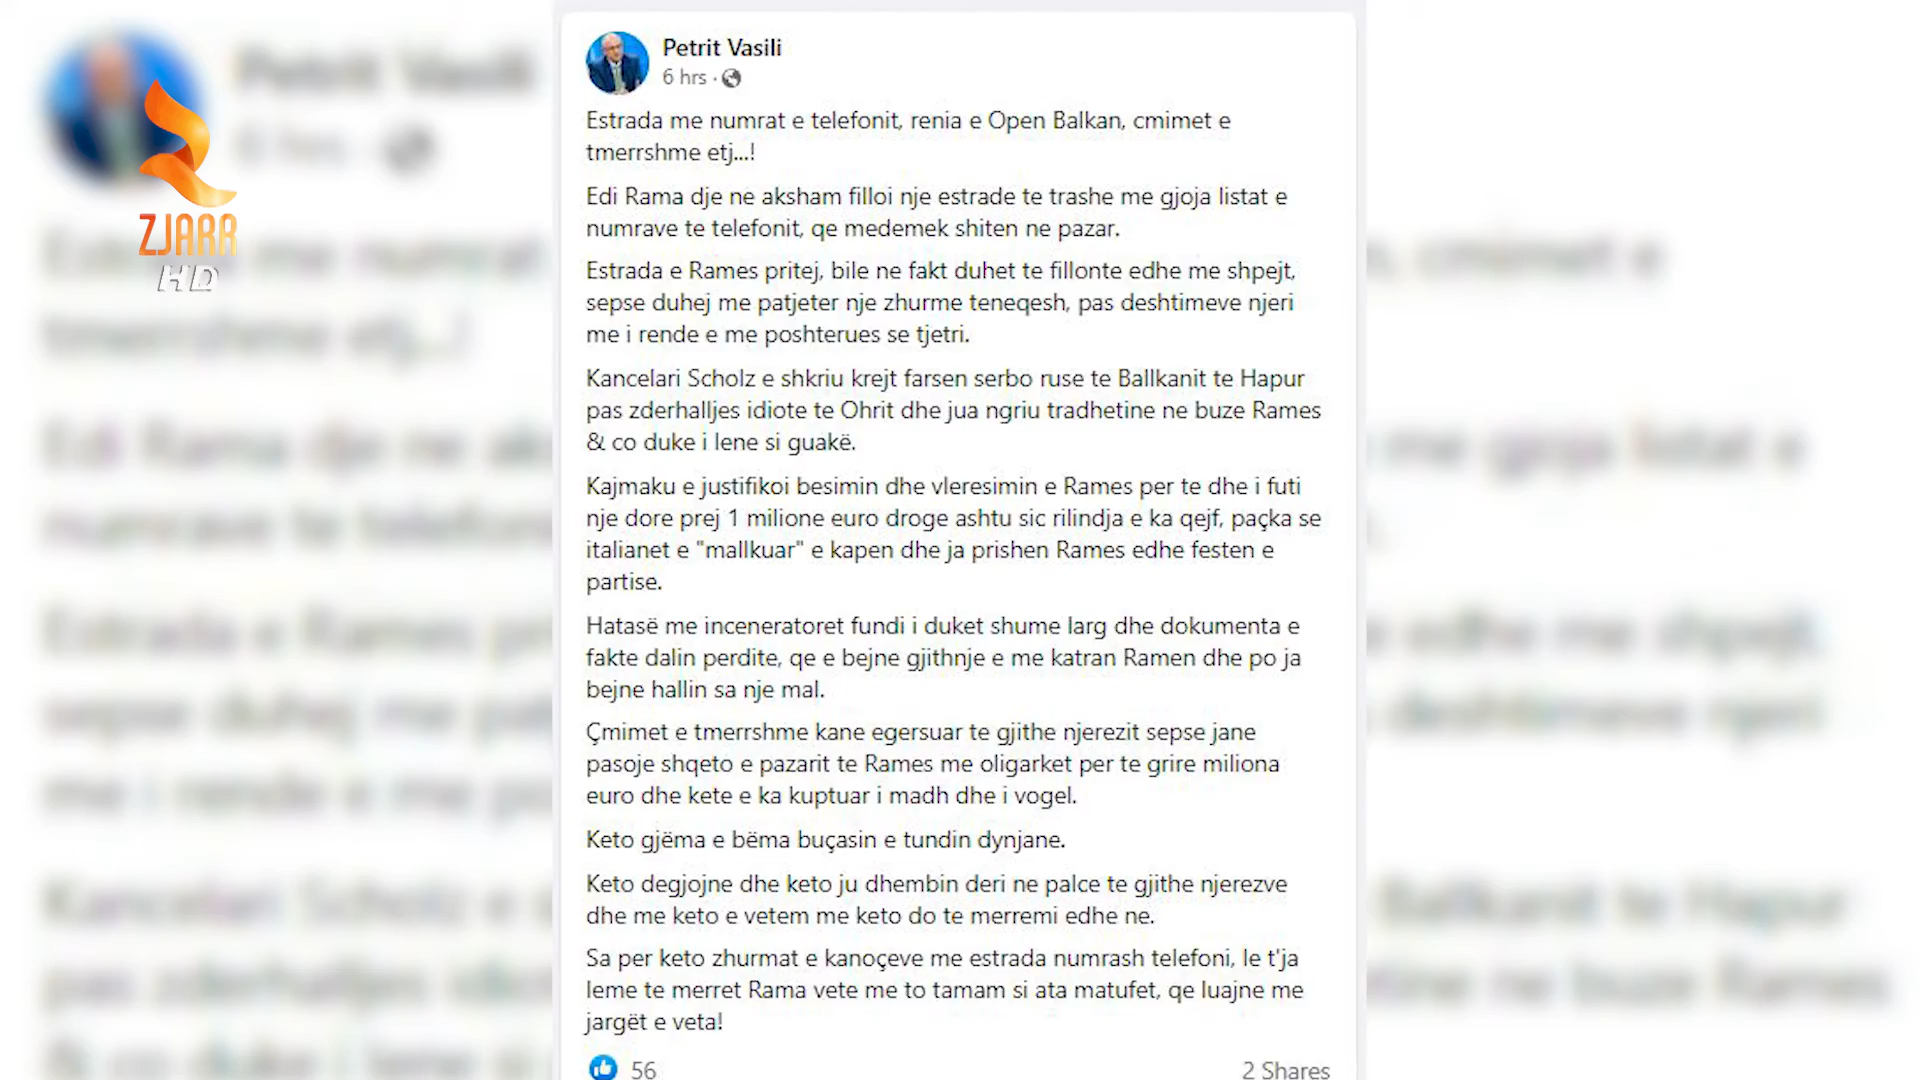 ZJARR
HD
Petrit Vasili
6 hrs ·
Estrada me numrat e telefonit, renia e Open Balkan, cmimet e
tmerrshme etj...!
Edi Rama dje ne aksham filloi nje estrade te trashe me gjoja listat e
numrave te telefonit, qe medemek shiten ne pazar.
Estrada e Rames pritej, bile ne fakt duhet te fillonte edhe me shpejt,
sepse duhej me patjeter nje zhurme teneqesh, pas deshtimeve njeri
me i rende e me poshterues se tjetri.
Kancelari Scholz e shkriu krejt farsen serbo ruse te Ballkanit te Hapur
pas zderhalljes idiote te Ohrit dhe jua ngriu tradhetine ne buze Rames
& co duke i lene si guakë.
Kajmaku e justifikoi besimin dhe vleresimin e Rames per te dhe i futi
nje dore prej 1 milione euro droge ashtu sic rilindja e ka qejf, paçka se
italianet e "mallkuar" e kapen dhe ja prishen Rames edhe festen e
partise.
Hatasë me inceneratoret fundi i duket shume larg dhe dokumenta e
fakte dalin perdite, qe e bejne gjithnje e me katran Ramen dhe po ja
bejne hallin sa nje mal.
Çmimet e tmerrshme kane egersuar te gjithe njerezit sepse jane
pasoje shqeto e pazarit te Rames me oligarket per te grire miliona
euro dhe kete e ka kuptuar i madh dhe i vogel.
Keto gjëma e bëma buçasin e tundin dynjane.
Keto degjojne dhe keto ju dhembin deri ne palce te gjithe njerezve
dhe me keto e vetem me keto do te merremi edhe ne.
Sa per keto zhurmat e kanoçeve me estrada numrash telefoni, le t'ja
leme te merret Rama vete me to tamam si ata matufet, qe luajne me
jargët e veta!
56
2 Shares